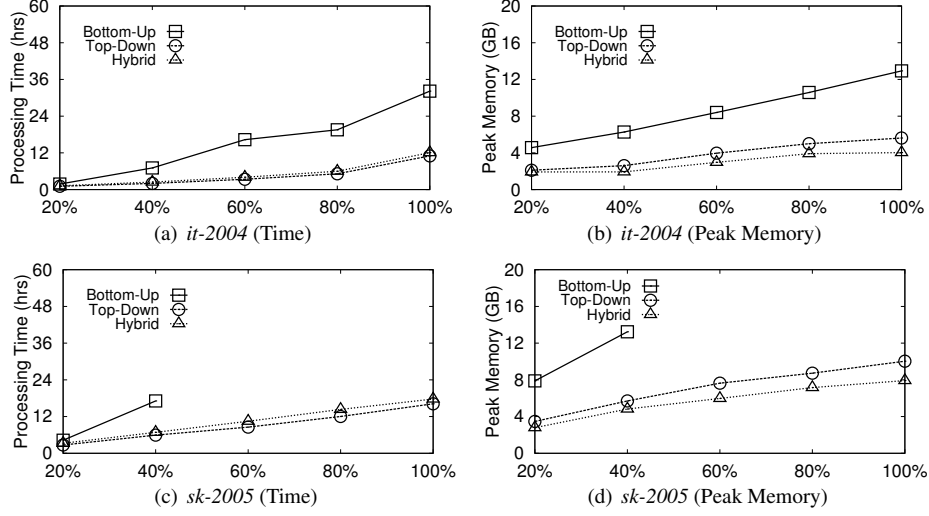 Processing Time (hrs)
60
48
36
24
12
0
Bottom-Up
Top-Down
Hybrid
20% 40% 60% 80% 100%
(a) it-2004 (Time)
Peak Memory (GB)
20
16
12
8
4
0
Bottom-Up
Top-Down
Hybrid
20% 40% 60% 80% 100%
(b) it-2004 (Peak Memory)
Processing Time (hrs)
60
48
36
24
12
0
Bottom-Up
Top-Down
Hybrid
20% 40% 60% 80% 100%
(c) sk-2005 (Time)
Peak Memory (GB)
20
16
12
8
4
0
Bottom-Up
Top-Down
Hybrid
20% 40% 60% 80% 100%
(d) sk-2005 (Peak Memory)